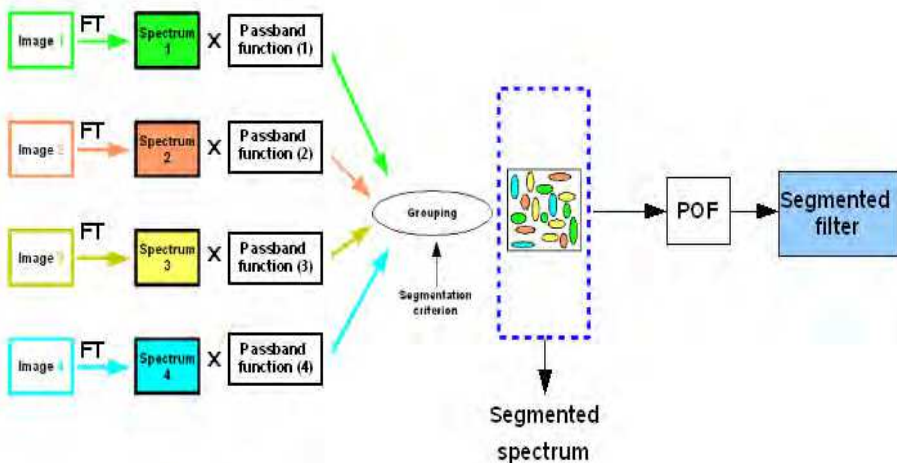 FT
Image 1
Spectrum
1
X
Passband
function (1)
FT
Image 2
Spectrum
2
X
Passband
function (2)
FT
Image 3
Spectrum
3
X
Passband
function (3)
FT
Image 4
Spectrum
4
X
Passband
function (4)
Grouping
Segmentation
criterion
POF
Segmented
filter
Segmented
spectrum